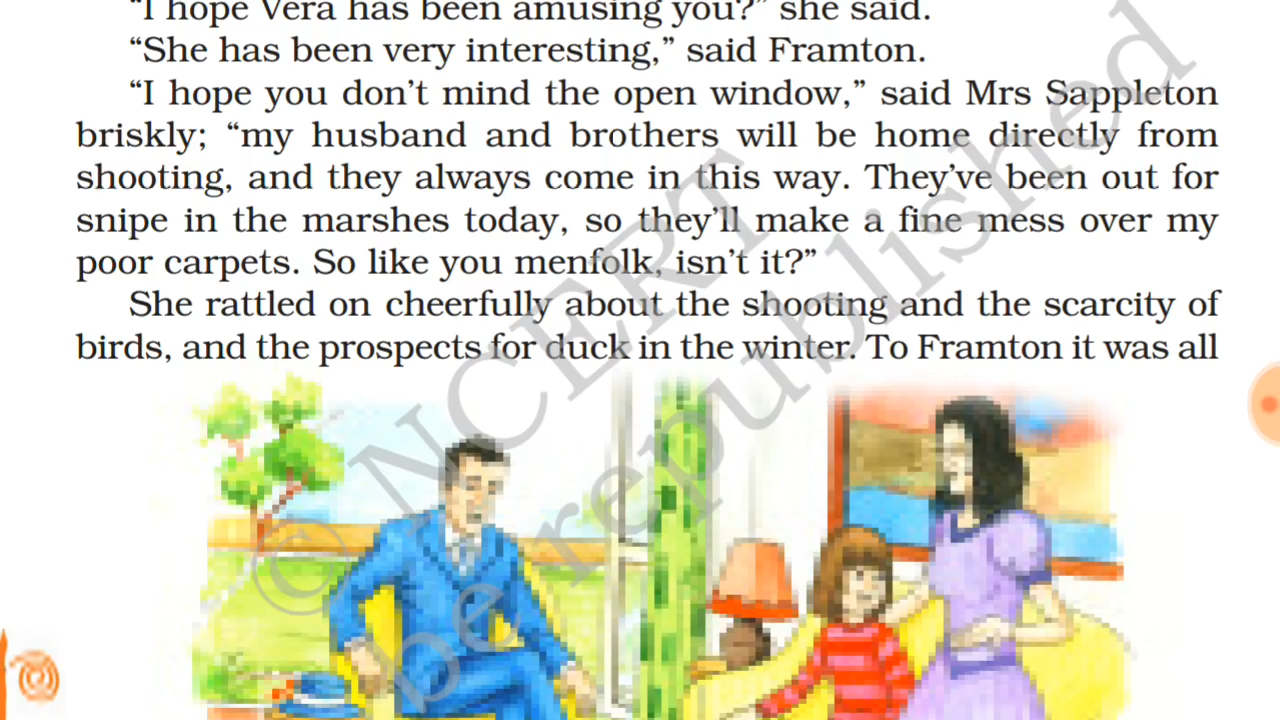 “I hope Vera has been amusing you?” she said.
“She has been very interesting,” said Framton.
“I hope you don’t mind the open window,” said Mrs Sappleton
briskly; “my husband and brothers will be home directly from
shooting, and they always come in this way. They’ve been out for
snipe in the marshes today, so they’ll make a fine mess over my
poor carpets. So like you menfolk, isn’t it?”
She rattled on cheerfully about the shooting and the scarcity of
birds, and the prospects for duck in the winter. To Framton it was all
© NCERT
be republished